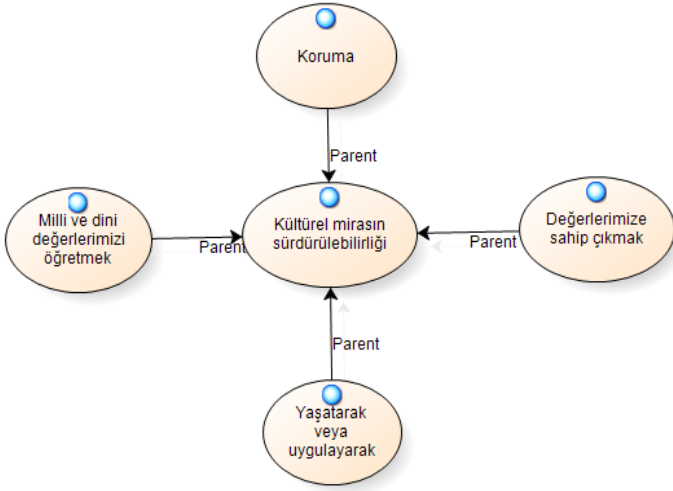 Koruma
Parent
Milli ve dini
değerlerimizi
öğretmek
Parent
Kültürel mirasın
sürdürülebilirliği
Parent
Değerlerimize
sahip çıkmak
Parent
Yaşatarak
veya
uygulayarak